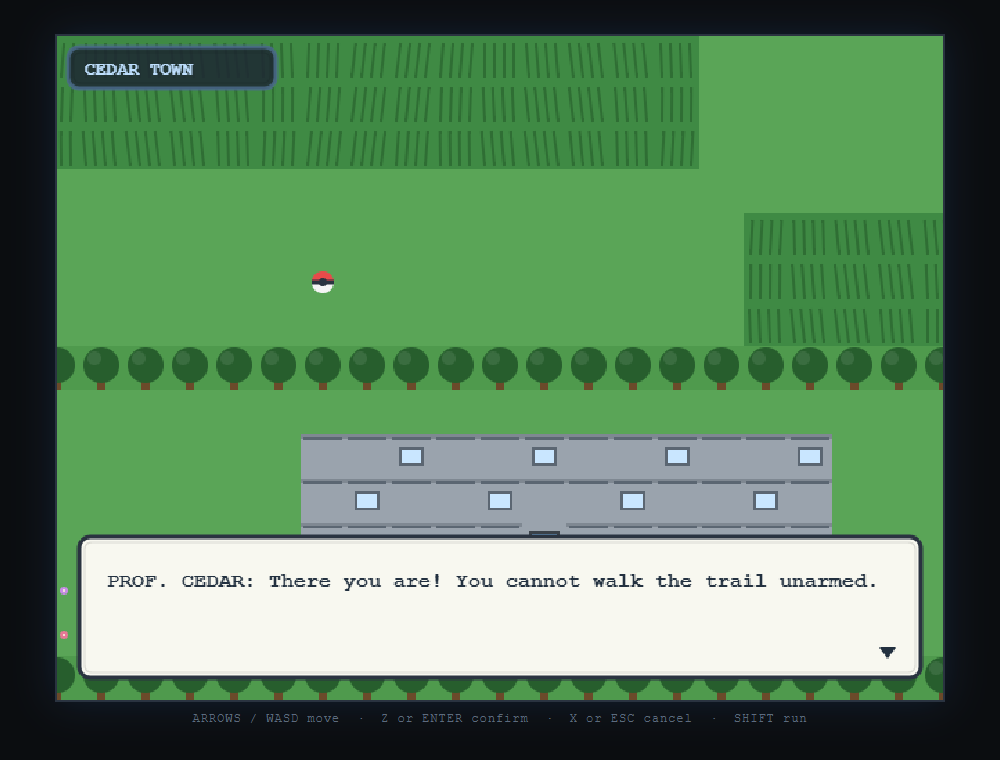 CEDAR TOWN
PROF. CEDAR: There you are! You cannot walk the trail unarmed.
ARROWS / WASD move · Z or ENTER confirm · X or ESC cancel · SHIFT run